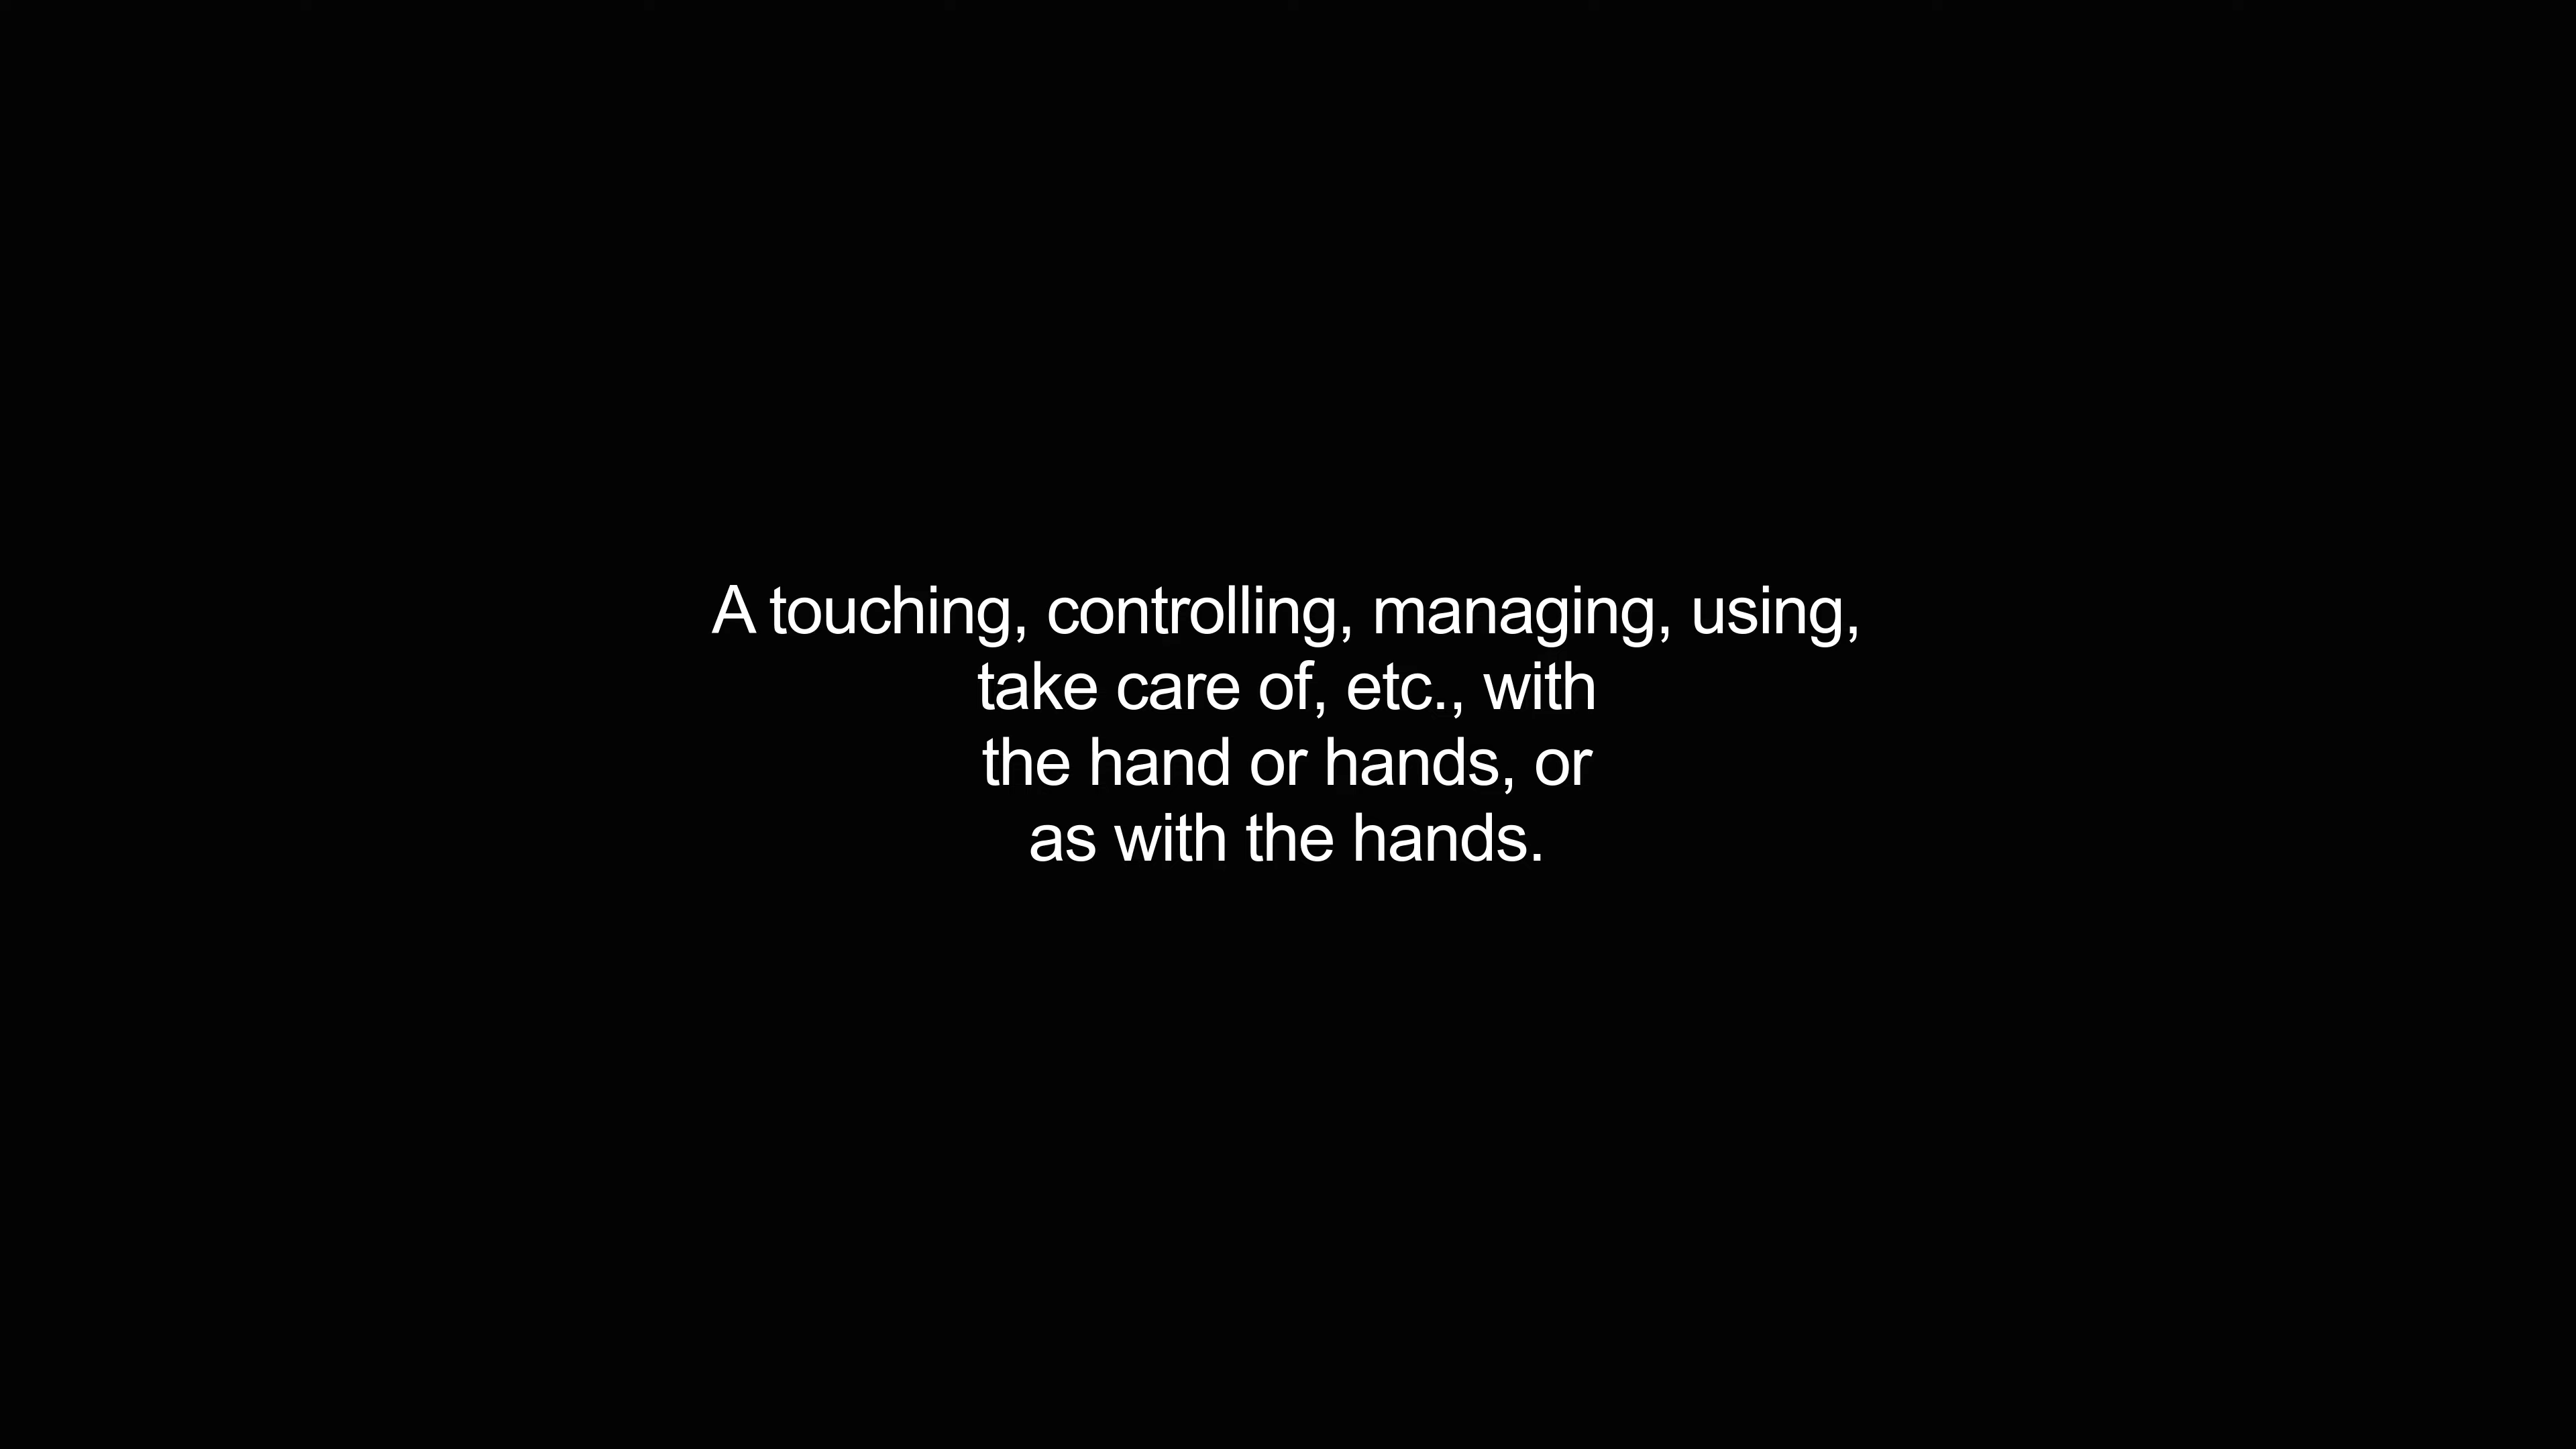 A touching, controlling, managing, using,
take care of, etc., with
the hand or hands, or
as with the hands.